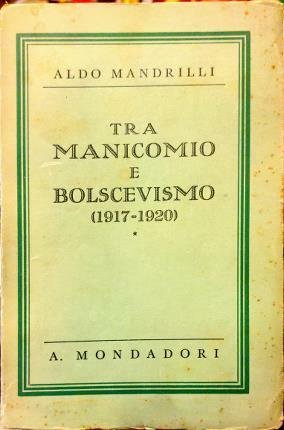 ALDO MANDRILLI
TRA
MANICOMIO
E
BOLSCEVISMO
(1917-1920)
*
A. MONDADORI